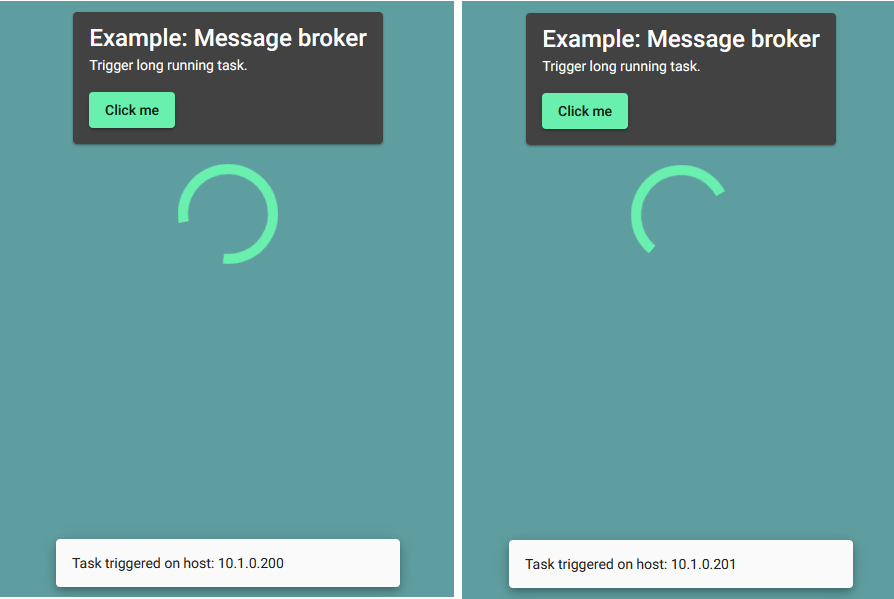 Example: Message broker
Trigger long running task.
Click me
Task triggered on host: 10.1.0.200
Example: Message broker
Trigger long running task.
Click me
Task triggered on host: 10.1.0.201